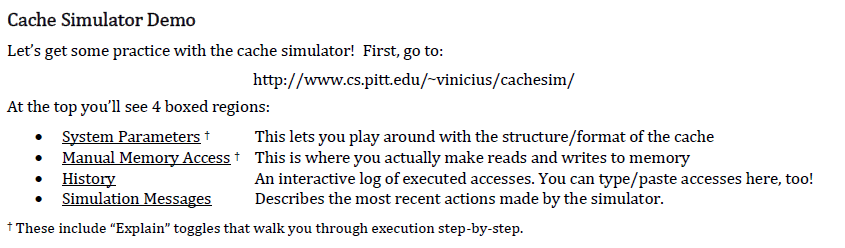 Cache Simulator Demo
Let's get some practice with the cache simulator! First, go to:
http://www.cs.pitt.edu/~vinicius/cachesim/
At the top you'll see 4 boxed regions:
• System Parameters † This lets you play around with the structure/format of the cache
• Manual Memory Access † This is where you actually make reads and writes to memory
• History An interactive log of executed accesses. You can type/paste accesses here, too!
• Simulation Messages Describes the most recent actions made by the simulator.
† These include “Explain” toggles that walk you through execution step-by-step.